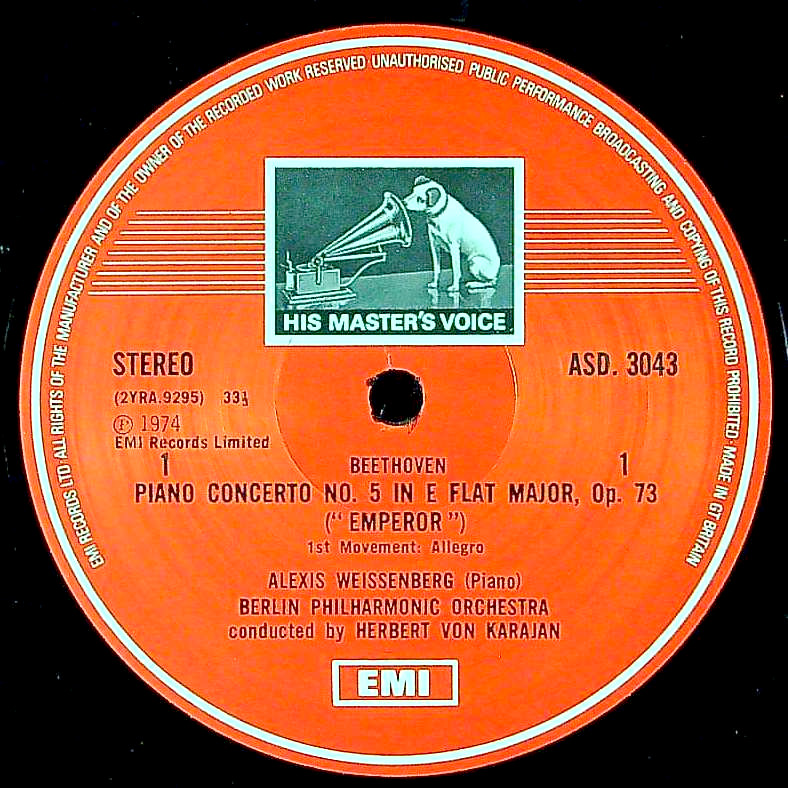 EMI RECORDS LTD · ALL RIGHTS OF THE MANUFACTURER AND OF THE OWNER OF THE RECORDED WORK RESERVED UNAUTHORISED PUBLIC PERFORMANCE BROADCASTING AND COPYING OF THIS RECORD PROHIBITED · MADE IN GT BRITAIN
HIS MASTER'S VOICE
STEREO ASD. 3043
(2YRA.9295) 33⅓
℗ 1974
EMI Records Limited
1 BEETHOVEN 1
PIANO CONCERTO NO. 5 IN E FLAT MAJOR, Op. 73
(“ EMPEROR ”)
1st Movement: Allegro
ALEXIS WEISSENBERG (Piano)
BERLIN PHILHARMONIC ORCHESTRA
conducted by HERBERT VON KARAJAN
EMI